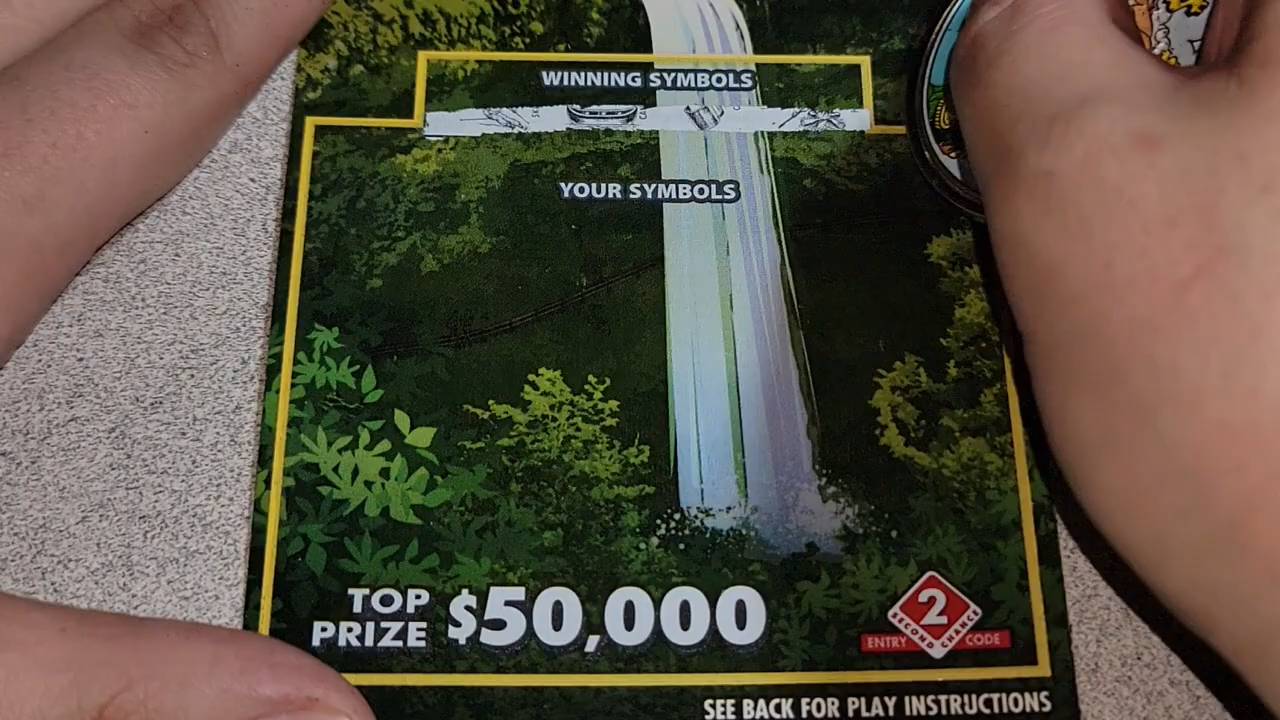 WINNING SYMBOLS
YOUR SYMBOLS
TOP
PRIZE $50,000
2
SECOND CHANCE
ENTRY CODE
SEE BACK FOR PLAY INSTRUCTIONS